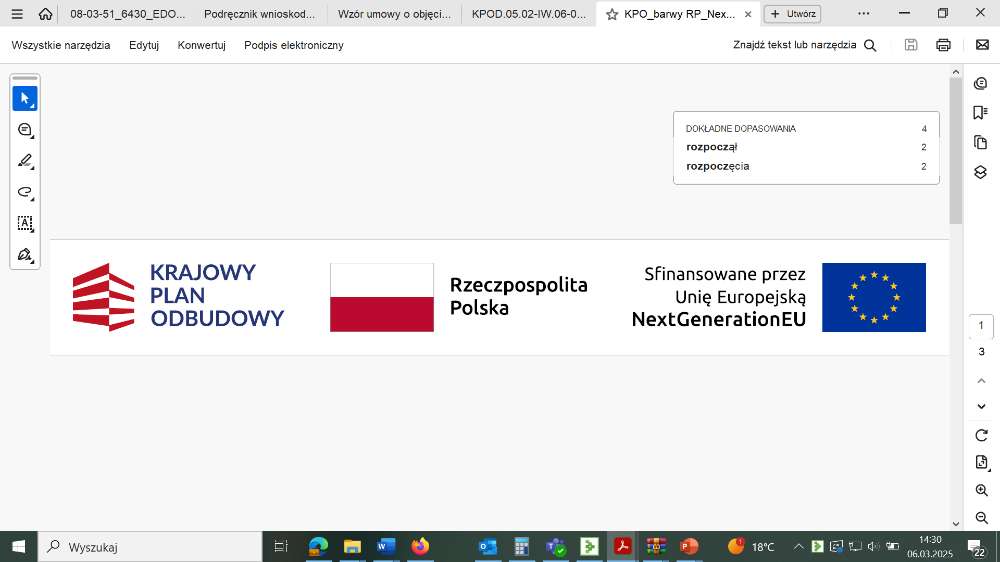 08-03-51_6430_EDO...
Podręcznik wnioskod...
Wzór umowy o objęci...
KPOD.05.02-IW.06-0...
KPO_barwy RP_Nex...
Utwórz
Wszystkie narzędzia
Edytuj
Konwertuj
Podpis elektroniczny
Znajdź tekst lub narzędzia
DOKŁADNE DOPASOWANIA 4
rozpoczął 2
rozpoczęcia 2
KRAJOWY
PLAN
ODBUDOWY
Rzeczpospolita
Polska
Sfinansowane przez
Unię Europejską
NextGenerationEU
1
3
Wyszukaj
1
18°C
14:30
06.03.2025
22